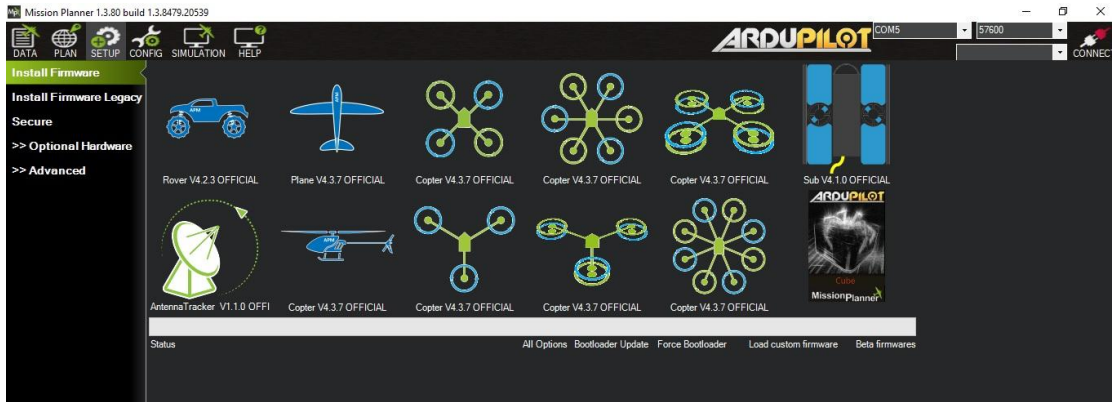 Mission Planner 1.3.80 build 1.3.8479.20539
DATA PLAN SETUP CONFIG SIMULATION HELP
ARDUPILOT
COM5 57600
CONNEC
Install Firmware
Install Firmware Legacy
Secure
>> Optional Hardware
>> Advanced
Rover V4.2.3 OFFICIAL Plane V4.3.7 OFFICIAL Copter V4.3.7 OFFICIAL Copter V4.3.7 OFFICIAL Copter V4.3.7 OFFICIAL Sub V4.1.0 OFFICIAL
ARDUPILOT
Cube
Mission Planner
AntennaTracker V1.1.0 OFFI Copter V4.3.7 OFFICIAL Copter V4.3.7 OFFICIAL Copter V4.3.7 OFFICIAL Copter V4.3.7 OFFICIAL
Status All Options Bootloader Update Force Bootloader Load custom firmware Beta firmwares